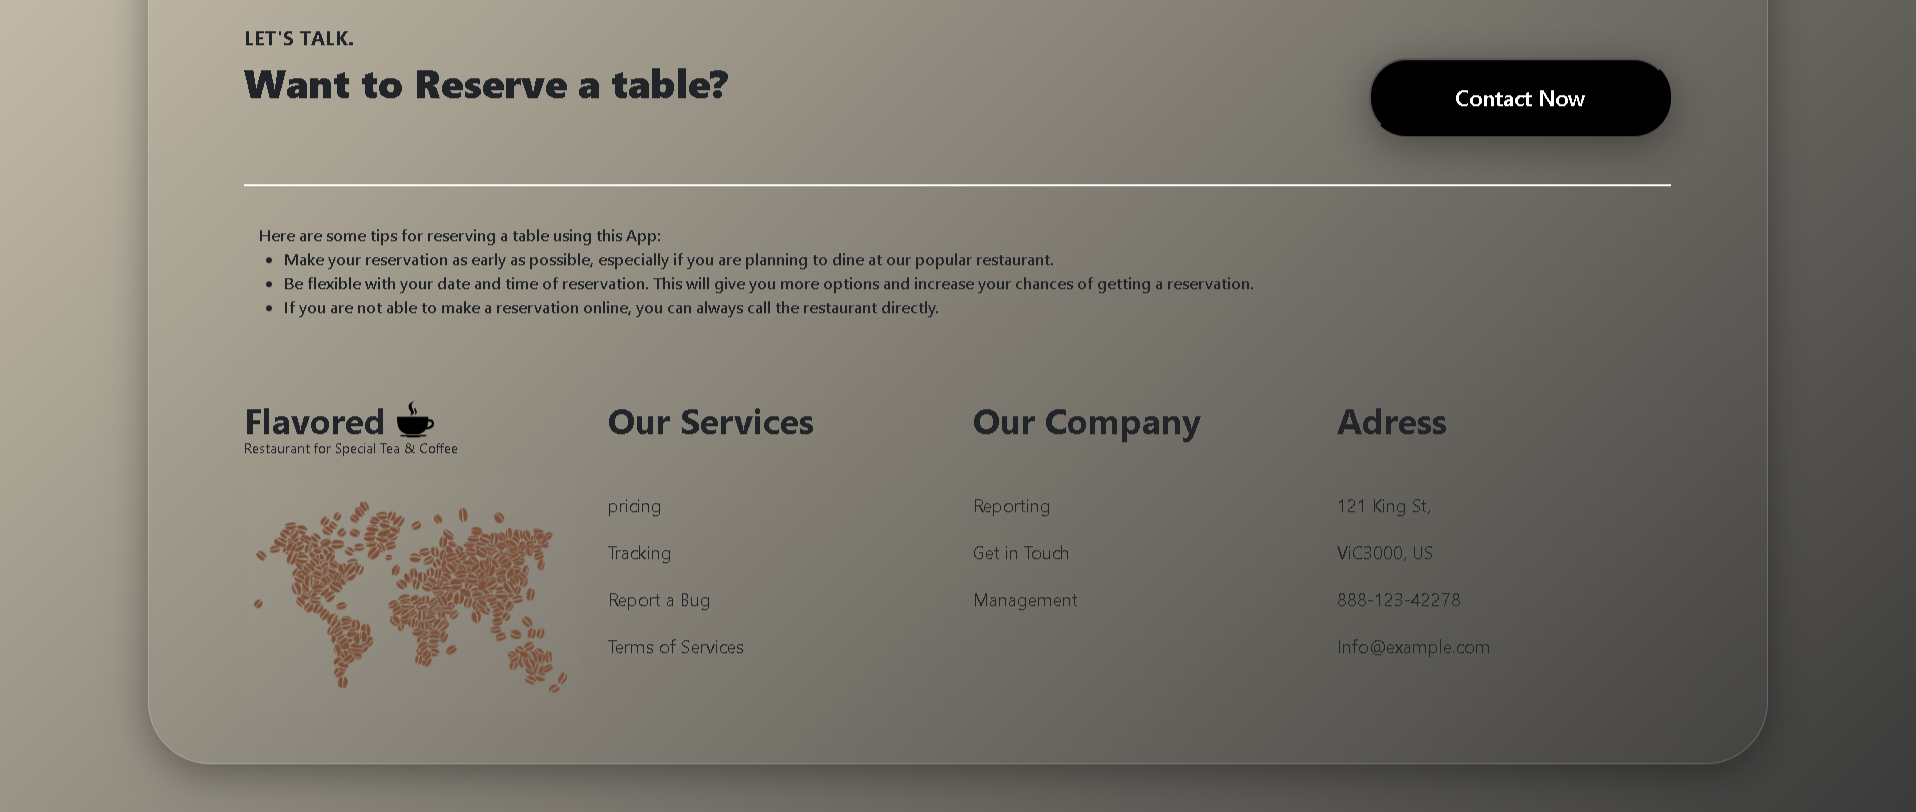 LET'S TALK.
Want to Reserve a table?
Contact Now
Here are some tips for reserving a table using this App:
• Make your reservation as early as possible, especially if you are planning to dine at our popular restaurant.
• Be flexible with your date and time of reservation. This will give you more options and increase your chances of getting a reservation.
• If you are not able to make a reservation online, you can always call the restaurant directly.
Flavored
Restaurant for Special Tea & Coffee
Our Services
pricing
Tracking
Report a Bug
Terms of Services
Our Company
Reporting
Get in Touch
Management
Adress
121 King St,
ViC3000, US
888-123-42278
Info@example.com